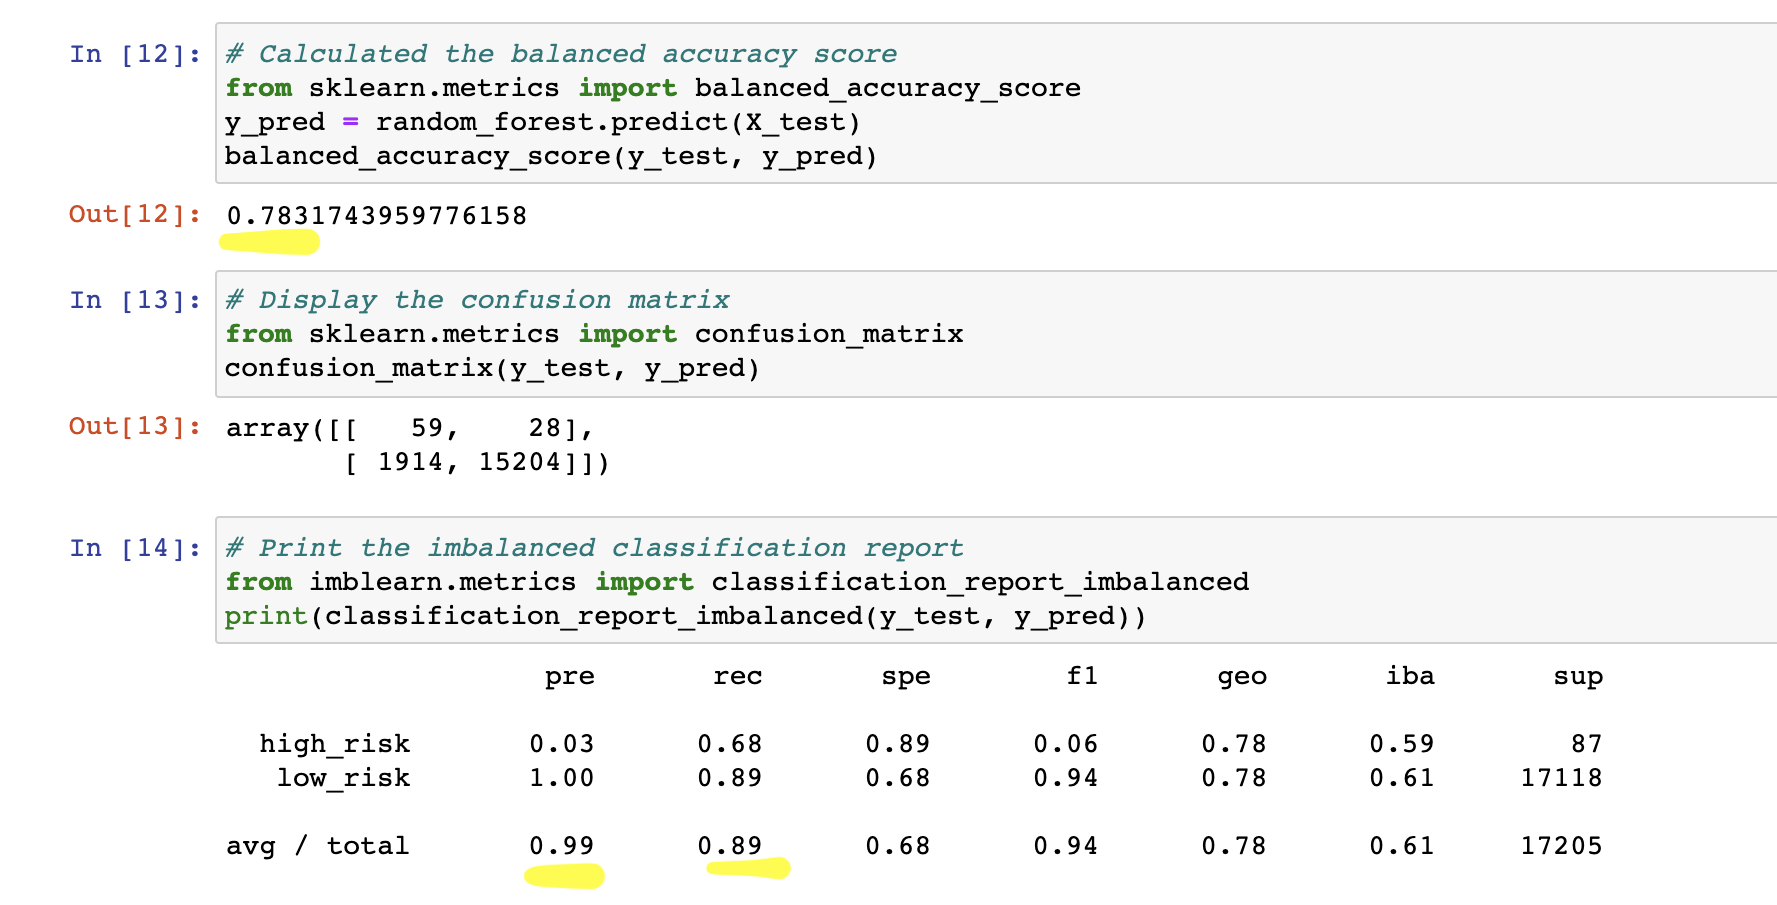 In [12]: # Calculated the balanced accuracy score
from sklearn.metrics import balanced_accuracy_score
y_pred = random_forest.predict(X_test)
balanced_accuracy_score(y_test, y_pred)
Out[12]: 0.7831743959776158
In [13]: # Display the confusion matrix
from sklearn.metrics import confusion_matrix
confusion_matrix(y_test, y_pred)
Out[13]: array([[   59,    28],
       [ 1914, 15204]])
In [14]: # Print the imbalanced classification report
from imblearn.metrics import classification_report_imbalanced
print(classification_report_imbalanced(y_test, y_pred))
pre rec spe f1 geo iba sup
high_risk 0.03 0.68 0.89 0.06 0.78 0.59 87
low_risk 1.00 0.89 0.68 0.94 0.78 0.61 17118
avg / total 0.99 0.89 0.68 0.94 0.78 0.61 17205